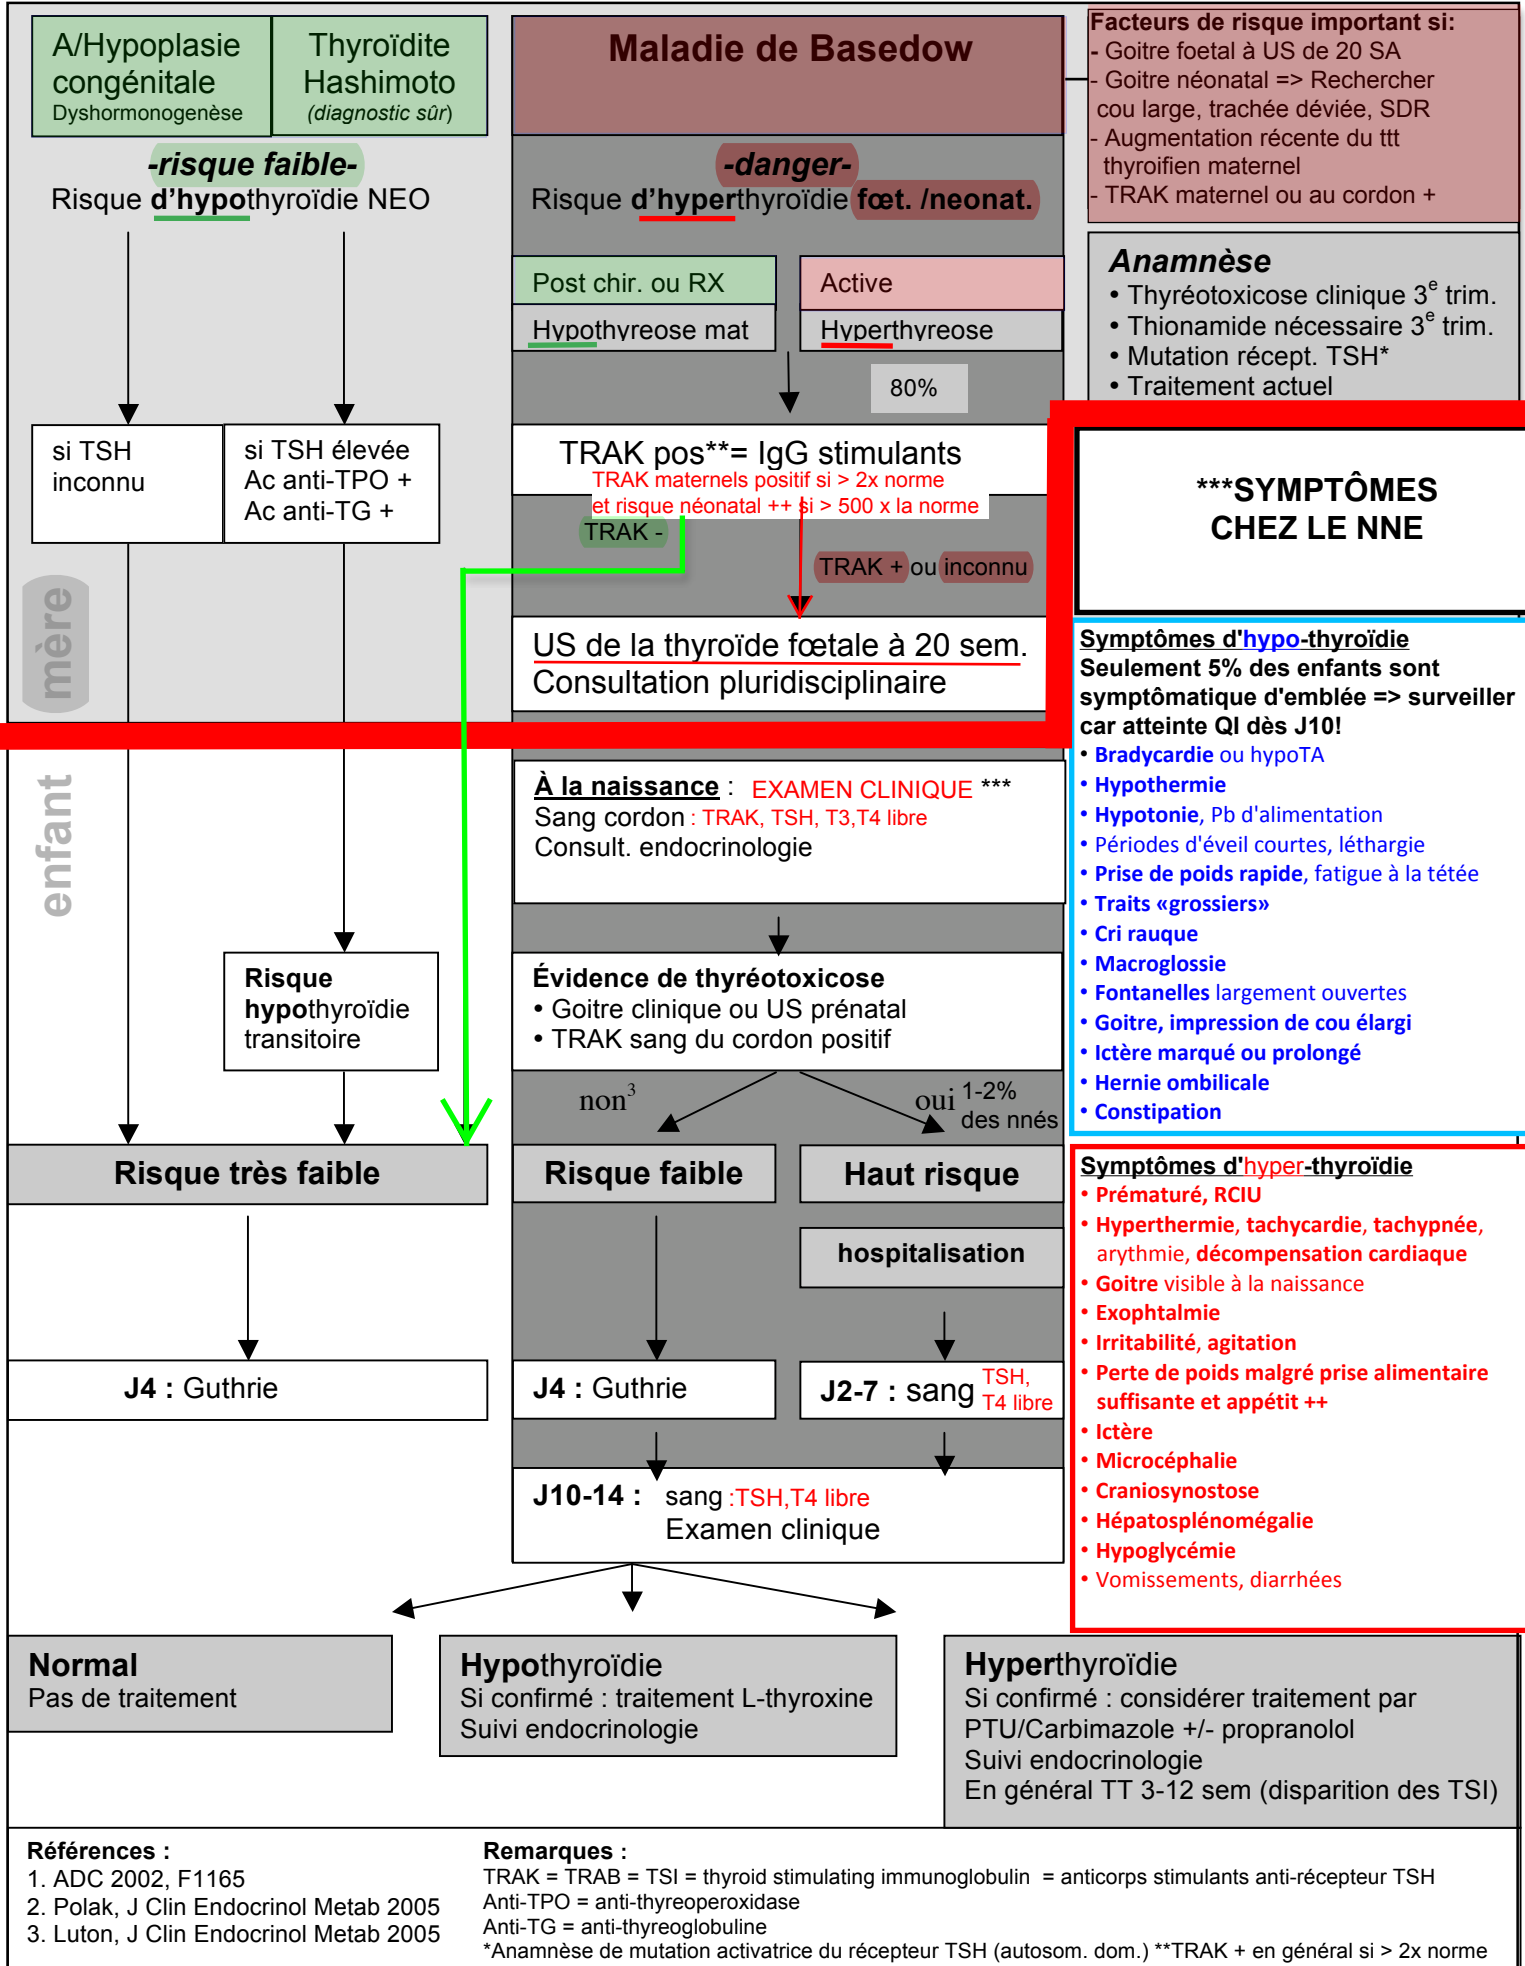 A/Hypoplasie
congénitale
Dyshormonogenèse
Thyroïdite
Hashimoto
(diagnostic sûr)
-risque faible-
Risque d'hypothyroïdie NEO
Maladie de Basedow
-danger-
Risque d'hyperthyroïdie fœt. /neonat.
Facteurs de risque important si:
- Goitre foetal à US de 20 SA
- Goitre néonatal => Rechercher
cou large, trachée déviée, SDR
- Augmentation récente du ttt
thyroifien maternel
- TRAK maternel ou au cordon +
Post chir. ou RX
Hypothyreose mat
Active
Hyperthyreose
80%
Anamnèse
• Thyréotoxicose clinique 3e trim.
• Thionamide nécessaire 3e trim.
• Mutation récept. TSH*
• Traitement actuel
si TSH
inconnu
si TSH élevée
Ac anti-TPO +
Ac anti-TG +
TRAK pos**= IgG stimulants
TRAK maternels positif si > 2x norme
et risque néonatal ++ si > 500 x la norme
TRAK -
TRAK + ou inconnu
mère
US de la thyroïde fœtale à 20 sem.
Consultation pluridisciplinaire
***SYMPTÔMES
CHEZ LE NNE
enfant
À la naissance : EXAMEN CLINIQUE ***
Sang cordon : TRAK, TSH, T3,T4 libre
Consult. endocrinologie
Risque
hypothyroïdie
transitoire
Évidence de thyréotoxicose
• Goitre clinique ou US prénatal
• TRAK sang du cordon positif
non3
oui 1-2%
des nnés
Symptômes d'hypo-thyroïdie
Seulement 5% des enfants sont
symptômatique d'emblée => surveiller
car atteinte QI dès J10!
• Bradycardie ou hypoTA
• Hypothermie
• Hypotonie, Pb d'alimentation
• Périodes d'éveil courtes, léthargie
• Prise de poids rapide, fatigue à la tétée
• Traits «grossiers»
• Cri rauque
• Macroglossie
• Fontanelles largement ouvertes
• Goitre, impression de cou élargi
• Ictère marqué ou prolongé
• Hernie ombilicale
• Constipation
Risque très faible
Risque faible
Haut risque
hospitalisation
J4 : Guthrie
J4 : Guthrie
J2-7 : sang TSH,
T4 libre
J10-14 : sang :TSH,T4 libre
Examen clinique
Symptômes d'hyper-thyroïdie
• Prématuré, RCIU
• Hyperthermie, tachycardie, tachypnée,
arythmie, décompensation cardiaque
• Goitre visible à la naissance
• Exophtalmie
• Irritabilité, agitation
• Perte de poids malgré prise alimentaire
suffisante et appétit ++
• Ictère
• Microcéphalie
• Craniosynostose
• Hépatosplénomégalie
• Hypoglycémie
• Vomissements, diarrhées
Normal
Pas de traitement
Hypothyroïdie
Si confirmé : traitement L-thyroxine
Suivi endocrinologie
Hyperthyroïdie
Si confirmé : considérer traitement par
PTU/Carbimazole +/- propranolol
Suivi endocrinologie
En général TT 3-12 sem (disparition des TSI)
Références :
1. ADC 2002, F1165
2. Polak, J Clin Endocrinol Metab 2005
3. Luton, J Clin Endocrinol Metab 2005
Remarques :
TRAK = TRAB = TSI = thyroid stimulating immunoglobulin = anticorps stimulants anti-récepteur TSH
Anti-TPO = anti-thyreoperoxidase
Anti-TG = anti-thyreoglobuline
*Anamnèse de mutation activatrice du récepteur TSH (autosom. dom.) **TRAK + en général si > 2x norme